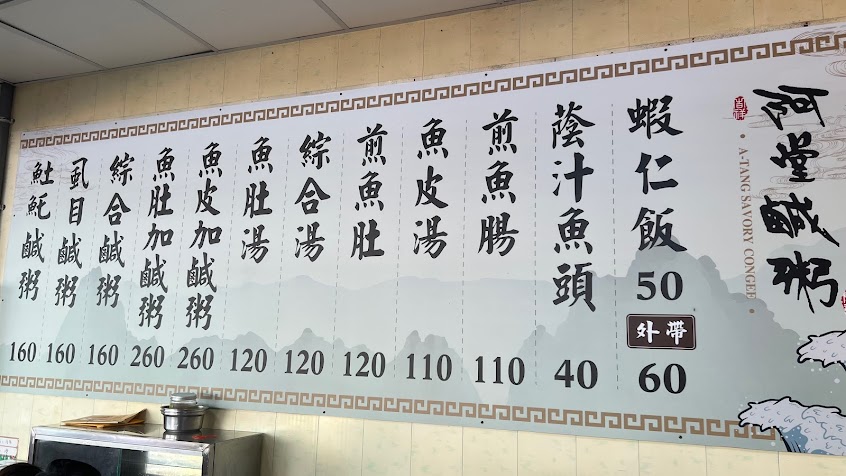 阿堂鹹粥
A-TANG SAVORY CONGEE
蝦仁飯 50
外帶 60
蔭汁魚頭 40
煎魚腸 110
魚皮湯 110
煎魚肚 120
綜合湯 120
魚肚湯 120
魚皮加鹹粥 260
魚肚加鹹粥 260
綜合鹹粥 160
虱目鹹粥 160
𩵚魠鹹粥 160